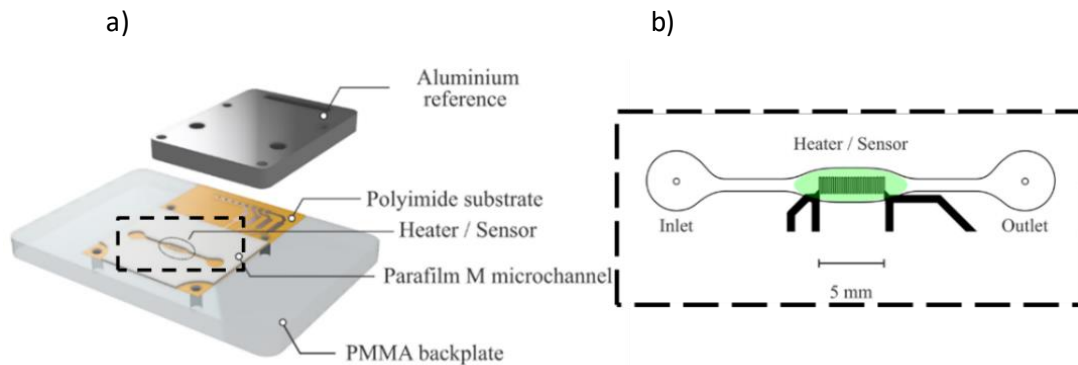 a)
b)
Aluminium
reference
Polyimide substrate
Heater / Sensor
Parafilm M microchannel
PMMA backplate
Heater / Sensor
Inlet
Outlet
5 mm